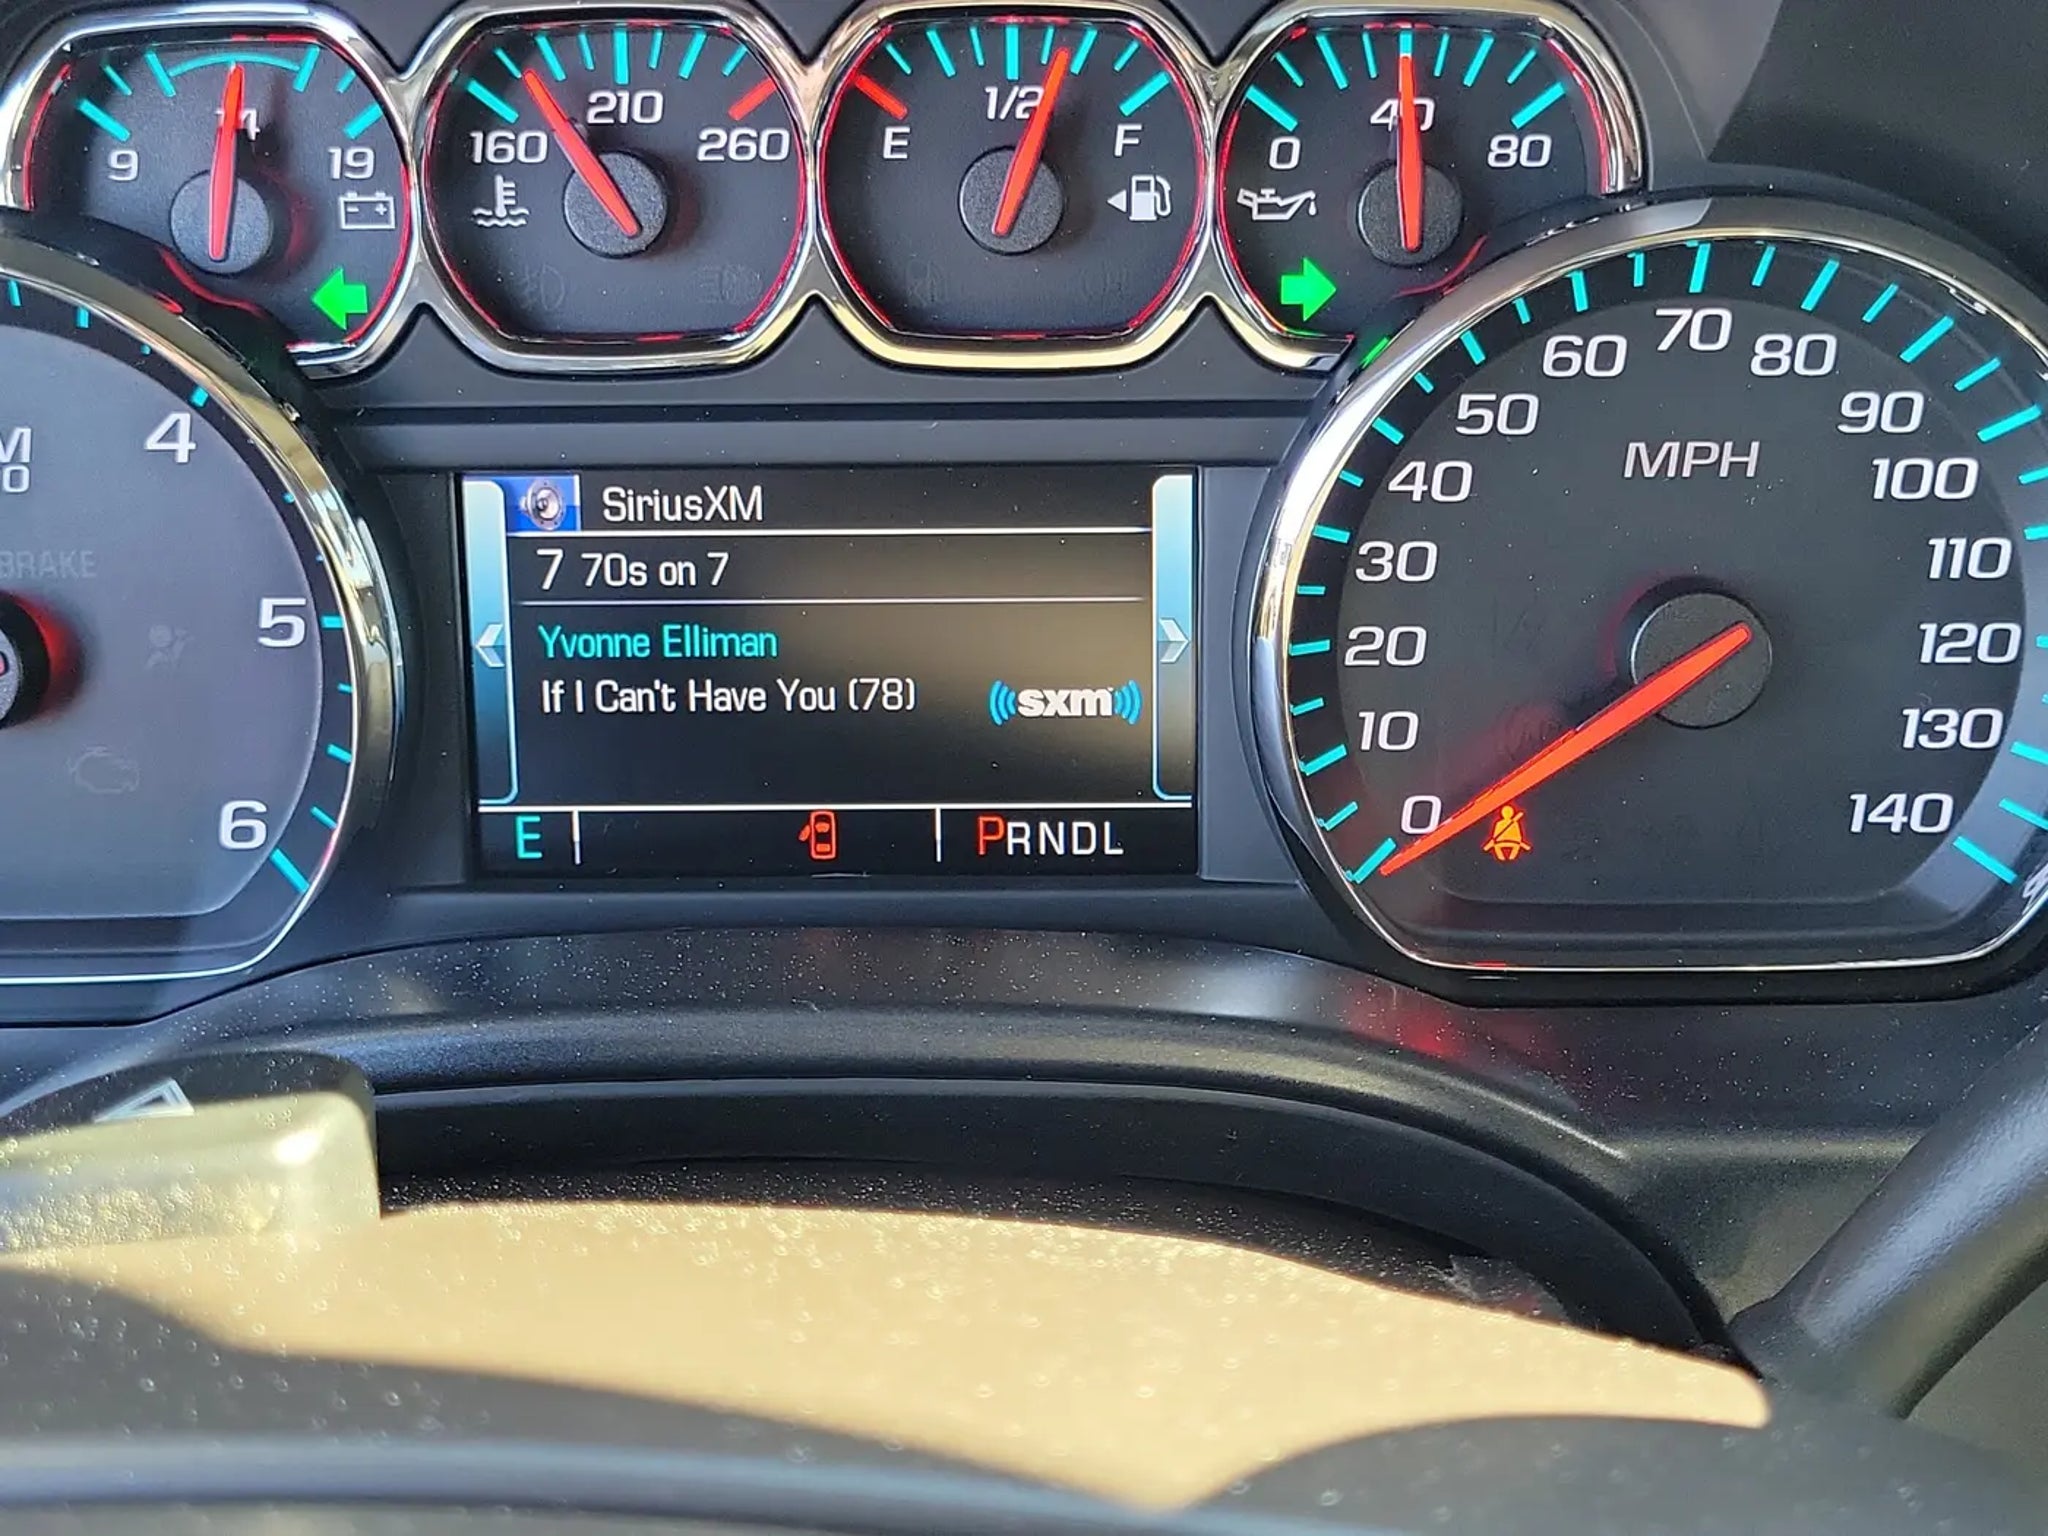 9 14 19
160 210 260
E 1/2 F
0 40 80
4
5
6
BRAKE
SiriusXM
7 70s on 7
Yvonne Elliman
If I Can't Have You (78)
sxm
E
PRNDL
MPH
0 10 20 30 40 50 60 70 80 90 100 110 120 130 140